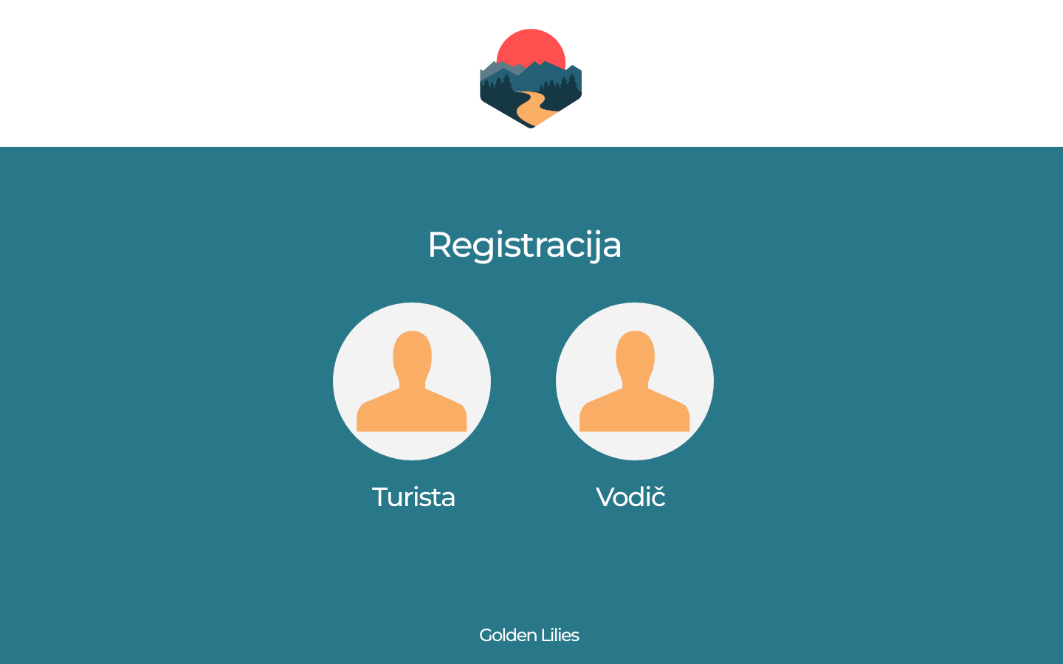 Registracija
Turista
Vodič
Golden Lilies